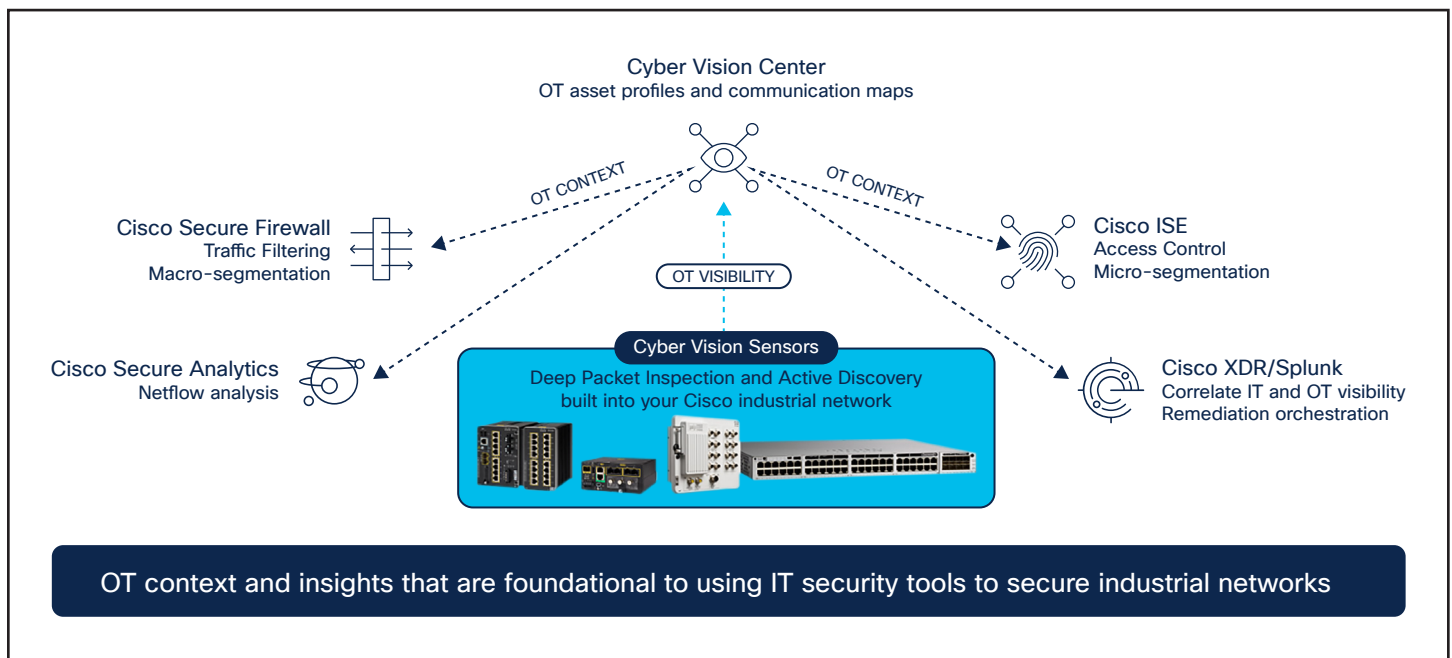 Cyber Vision Center
OT asset profiles and communication maps
OT CONTEXT
OT CONTEXT
Cisco Secure Firewall
Traffic Filtering
Macro-segmentation
Cisco ISE
Access Control
Micro-segmentation
OT VISIBILITY
Cisco Secure Analytics
Netflow analysis
Cyber Vision Sensors
Deep Packet Inspection and Active Discovery
built into your Cisco industrial network
Cisco XDR/Splunk
Correlate IT and OT visibility
Remediation orchestration
OT context and insights that are foundational to using IT security tools to secure industrial networks